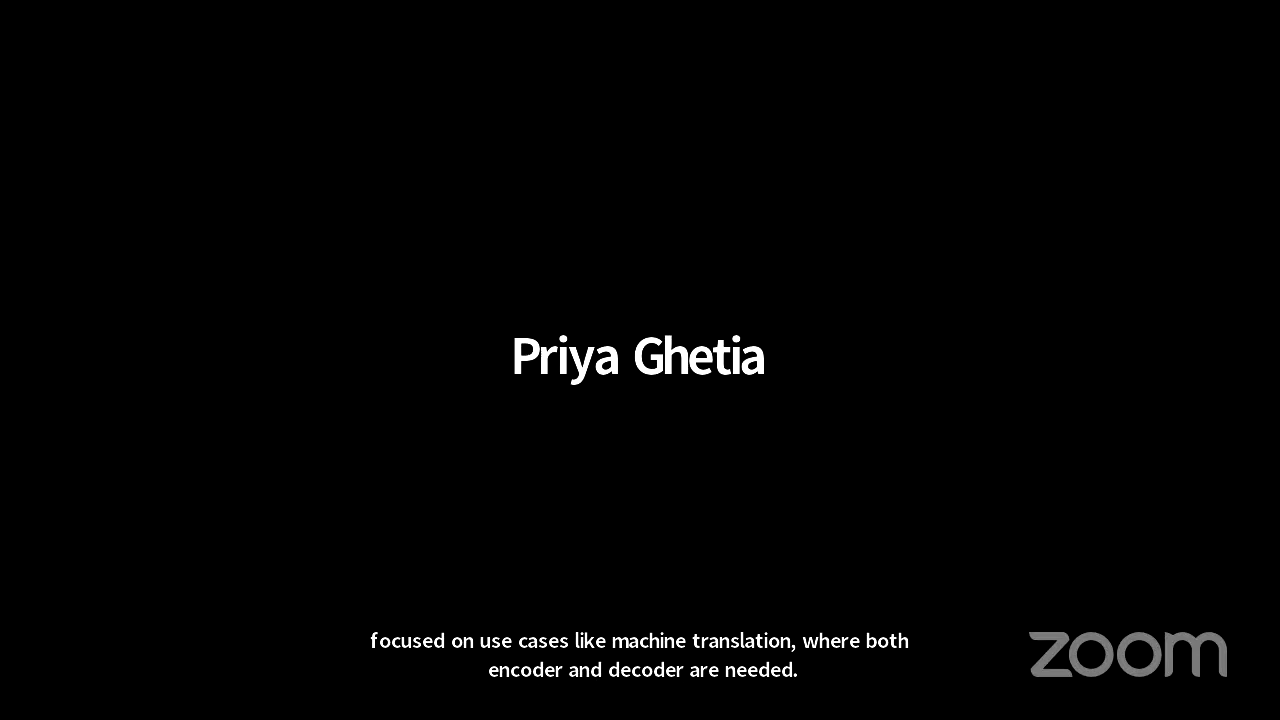 Priya Ghetia
focused on use cases like machine translation, where both
encoder and decoder are needed.
zoom